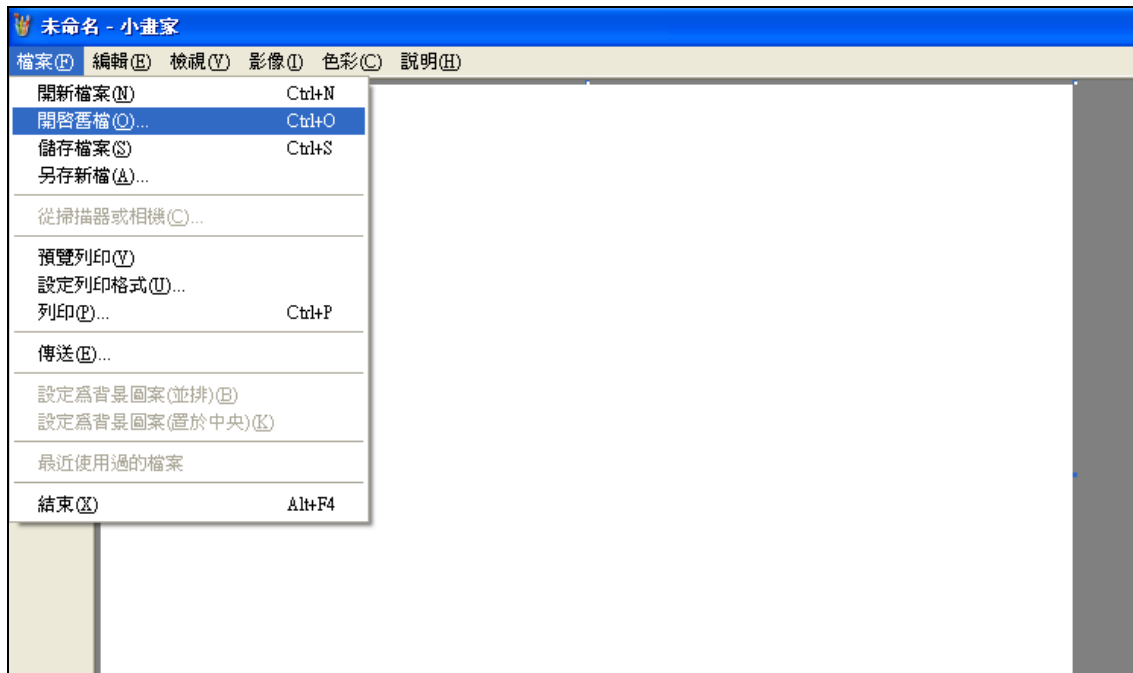 未命名 - 小畫家
檔案(F) 編輯(E) 檢視(V) 影像(I) 色彩(C) 說明(H)
開新檔案(N) Ctrl+N
開啟舊檔(O)... Ctrl+O
儲存檔案(S) Ctrl+S
另存新檔(A)...
從掃描器或相機(C)...
預覽列印(V)
設定列印格式(U)...
列印(P)... Ctrl+P
傳送(E)...
設定為背景圖案(並排)(B)
設定為背景圖案(置於中央)(K)
最近使用過的檔案
結束(X) Alt+F4